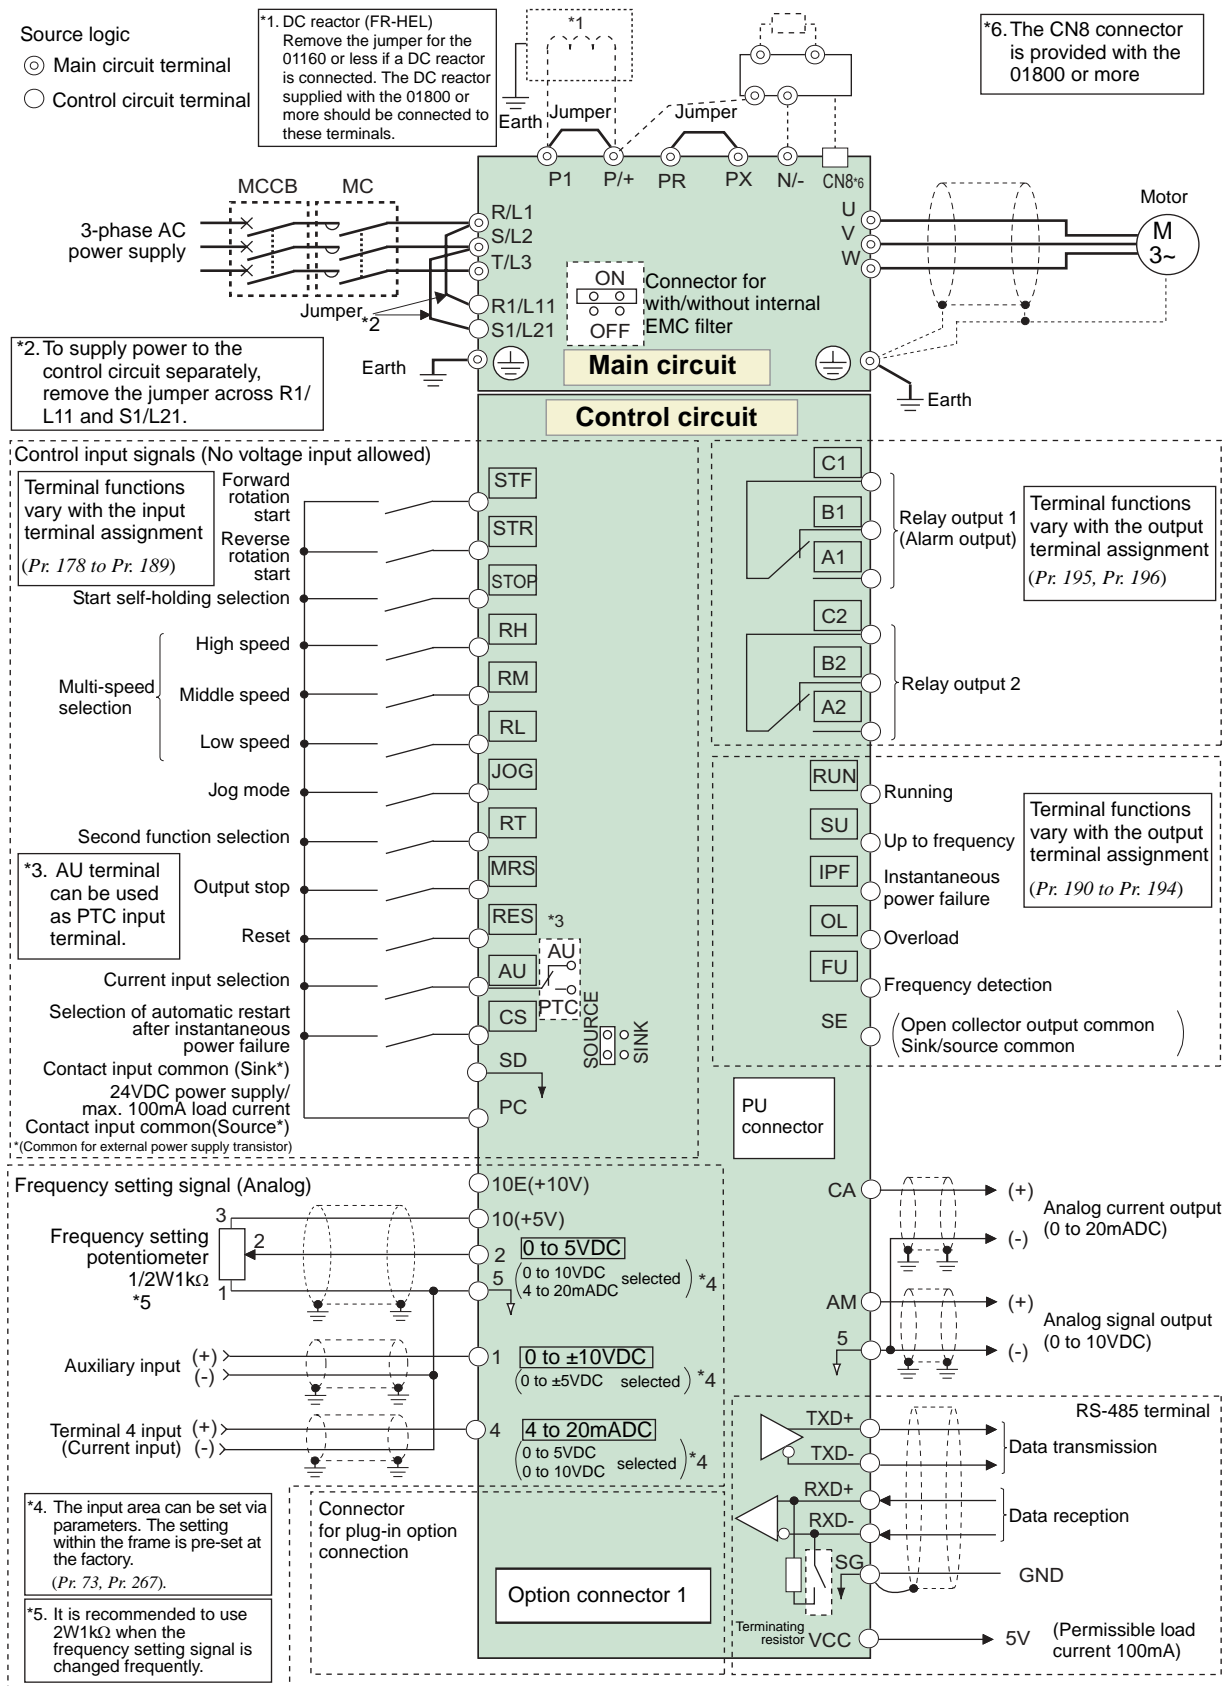 Source logic
Main circuit terminal
Control circuit terminal
*1. DC reactor (FR-HEL)
Remove the jumper for the
01160 or less if a DC reactor
is connected. The DC reactor
supplied with the 01800 or
more should be connected to
these terminals.
*1
Earth
Jumper
Jumper
*6. The CN8 connector
is provided with the
01800 or more
P1
P/+
PR
PX
N/-
CN8*6
MCCB
MC
3-phase AC
power supply
R/L1
S/L2
T/L3
R1/L11
S1/L21
Jumper
*2
Earth
ON
OFF
Connector for
with/without internal
EMC filter
Main circuit
U
V
W
Motor
M
3~
Earth
*2. To supply power to the
control circuit separately,
remove the jumper across R1/
L11 and S1/L21.
Control circuit
Control input signals (No voltage input allowed)
Terminal functions
vary with the input
terminal assignment
(Pr. 178 to Pr. 189)
Forward
rotation
start
STF
Reverse
rotation
start
STR
Start self-holding selection
STOP
Multi-speed
selection
High speed
RH
Middle speed
RM
Low speed
RL
Jog mode
JOG
Second function selection
RT
*3. AU terminal
can be used
as PTC input
terminal.
Output stop
MRS
Reset
RES
*3
AU
PTC
Current input selection
AU
Selection of automatic restart
after instantaneous
power failure
CS
SOURCE
SINK
Contact input common (Sink*)
SD
24VDC power supply/
max. 100mA load current
Contact input common(Source*)
PC
*(Common for external power supply transistor)
C1
B1
A1
Relay output 1
(Alarm output)
Terminal functions
vary with the output
terminal assignment
(Pr. 195, Pr. 196)
C2
B2
A2
Relay output 2
RUN
Running
SU
Up to frequency
IPF
Instantaneous
power failure
OL
Overload
FU
Frequency detection
SE
Open collector output common
Sink/source common
Terminal functions
vary with the output
terminal assignment
(Pr. 190 to Pr. 194)
PU
connector
Frequency setting signal (Analog)
Frequency setting
potentiometer
1/2W1kΩ
*5
3
2
1
10E(+10V)
10(+5V)
2
0 to 5VDC
5
(0 to 10VDC
4 to 20mADC selected) *4
Auxiliary input
(+)
(-)
1
0 to ±10VDC
(0 to ±5VDC selected) *4
Terminal 4 input
(Current input)
(+)
(-)
4
4 to 20mADC
(0 to 5VDC
0 to 10VDC selected) *4
CA
(+)
(-)
Analog current output
(0 to 20mADC)
AM
5
(+)
(-)
Analog signal output
(0 to 10VDC)
*4. The input area can be set via
parameters. The setting
within the frame is pre-set at
the factory.
(Pr. 73, Pr. 267).
*5. It is recommended to use
2W1kΩ when the
frequency setting signal is
changed frequently.
Connector
for plug-in option
connection
Option connector 1
RS-485 terminal
TXD+
TXD-
Data transmission
RXD+
RXD-
Data reception
SG
GND
Terminating
resistor
VCC
5V
(Permissible load
current 100mA)